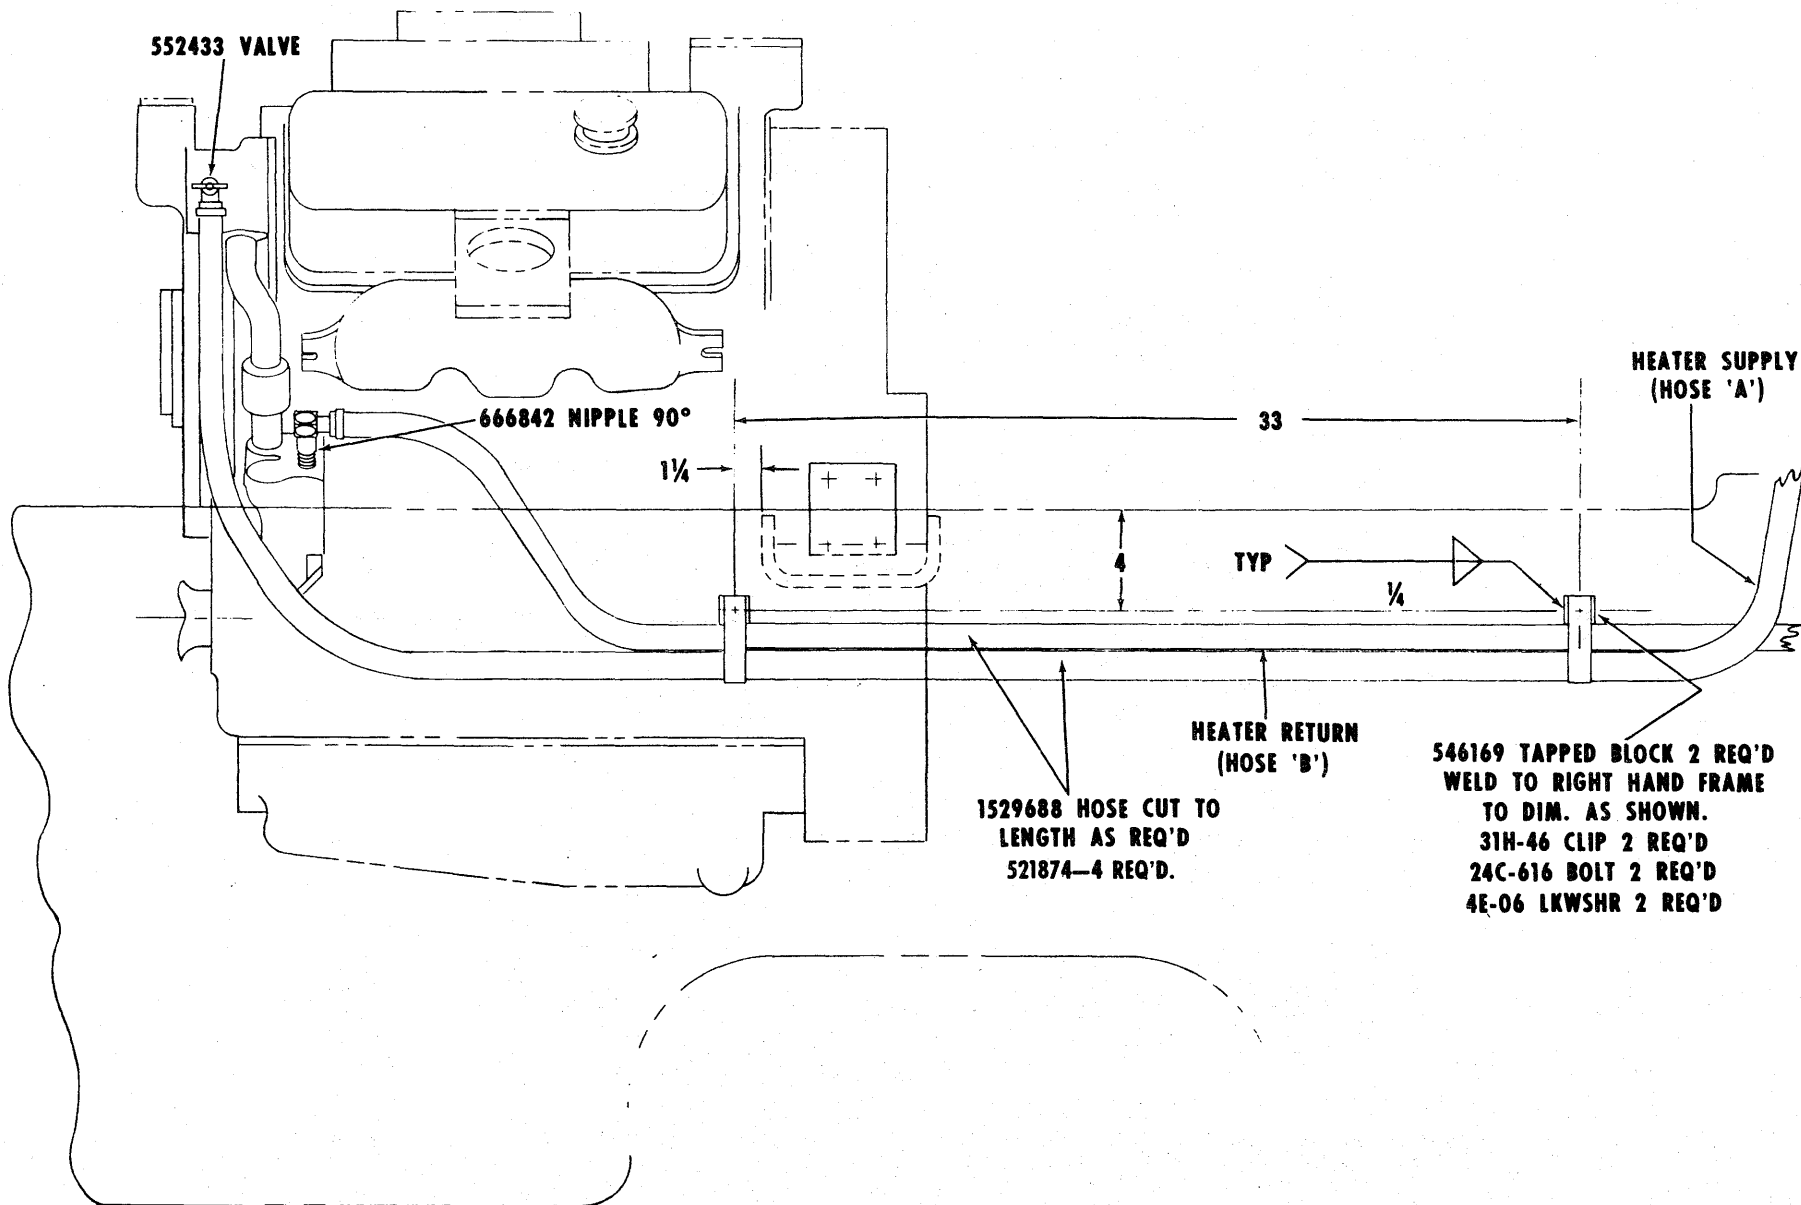 552433 VALVE
666842 NIPPLE 90°
33
1¼
4
TYP
¼
HEATER SUPPLY
(HOSE 'A')
HEATER RETURN
(HOSE 'B')
1529688 HOSE CUT TO
LENGTH AS REQ'D
521874—4 REQ'D.
546169 TAPPED BLOCK 2 REQ'D
WELD TO RIGHT HAND FRAME
TO DIM. AS SHOWN.
31H-46 CLIP 2 REQ'D
24C-616 BOLT 2 REQ'D
4E-06 LKWSHR 2 REQ'D